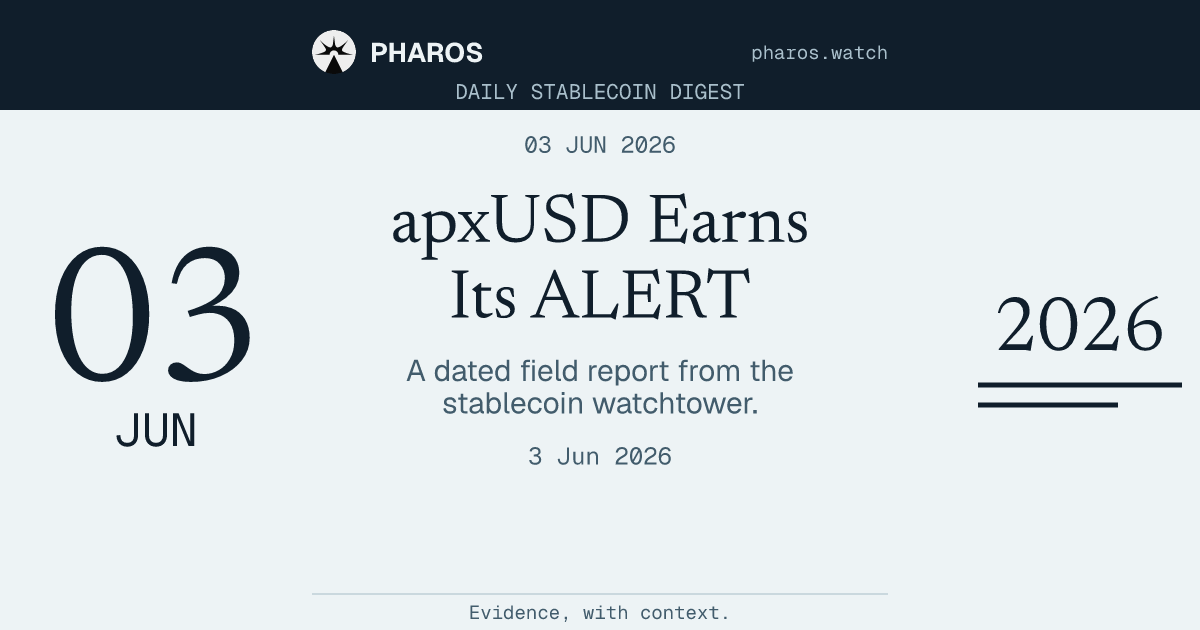 PHAROS
pharos.watch
DAILY STABLECOIN DIGEST
03 JUN 2026
apxUSD Earns
Its ALERT
A dated field report from the
stablecoin watchtower.
3 Jun 2026
03
JUN
2026
Evidence, with context.